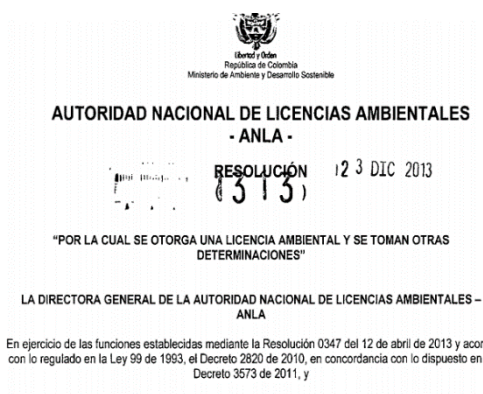 Libertad y Orden
República de Colombia
Ministerio de Ambiente y Desarrollo Sostenible
AUTORIDAD NACIONAL DE LICENCIAS AMBIENTALES
- ANLA -
RESOLUCIÓN 23 DIC 2013
(1313)
"POR LA CUAL SE OTORGA UNA LICENCIA AMBIENTAL Y SE TOMAN OTRAS
DETERMINACIONES"
LA DIRECTORA GENERAL DE LA AUTORIDAD NACIONAL DE LICENCIAS AMBIENTALES –
ANLA
En ejercicio de las funciones establecidas mediante la Resolución 0347 del 12 de abril de 2013 y acor
con lo regulado en la Ley 99 de 1993, el Decreto 2820 de 2010, en concordancia con lo dispuesto en
Decreto 3573 de 2011, y